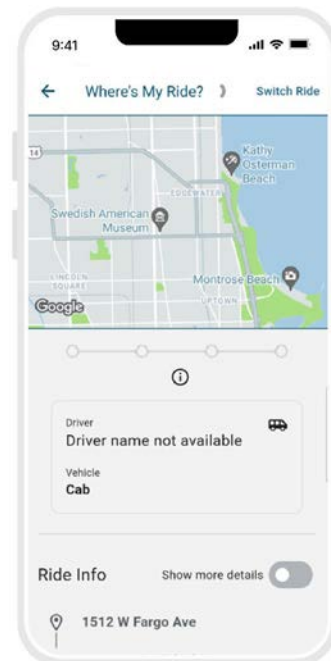 9:41
Where's My Ride?
Switch Ride
14
Kathy
Osterman
Beach
EDGEWATER
Swedish American
Museum
LINCOLN
SQUARE
Montrose Beach
UPTOWN
Google
Driver
Driver name not available
Vehicle
Cab
Ride Info
Show more details
1512 W Fargo Ave